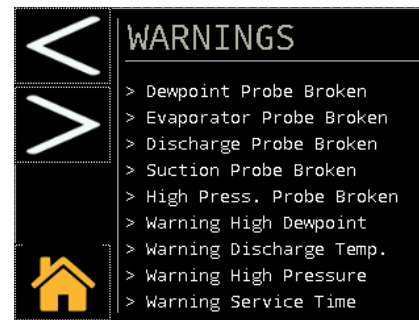 WARNINGS
> Dewpoint Probe Broken
> Evaporator Probe Broken
> Discharge Probe Broken
> Suction Probe Broken
> High Press. Probe Broken
> Warning High Dewpoint
> Warning Discharge Temp.
> Warning High Pressure
> Warning Service Time